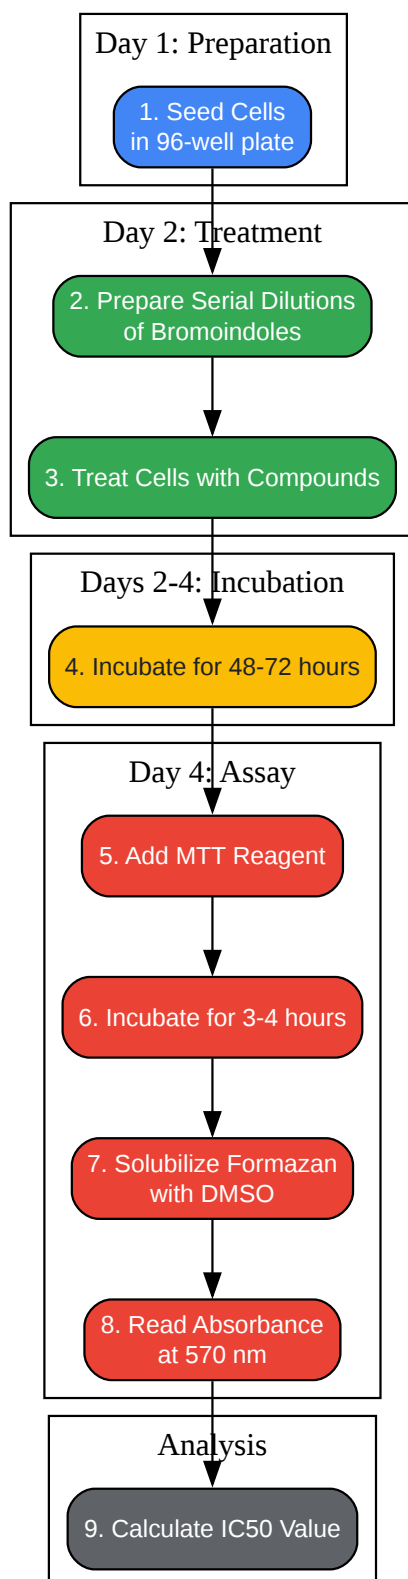 Day 1: Preparation
1. Seed Cells
in 96-well plate
Day 2: Treatment
2. Prepare Serial Dilutions
of Bromoindoles
3. Treat Cells with Compounds
Days 2-4: Incubation
4. Incubate for 48-72 hours
Day 4: Assay
5. Add MTT Reagent
6. Incubate for 3-4 hours
7. Solubilize Formazan
with DMSO
8. Read Absorbance
at 570 nm
Analysis
9. Calculate IC50 Value